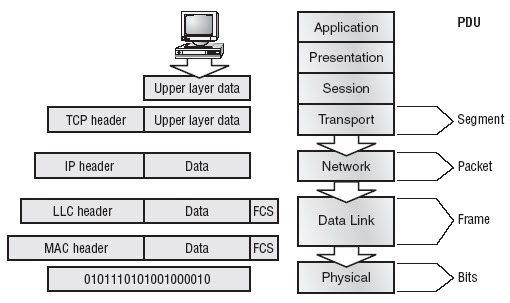 Application
PDU
Presentation
Upper layer data
Session
TCP header
Upper layer data
Transport
Segment
IP header
Data
Network
Packet
LLC header
Data
FCS
Data Link
Frame
MAC header
Data
FCS
0101110101001000010
Physical
Bits